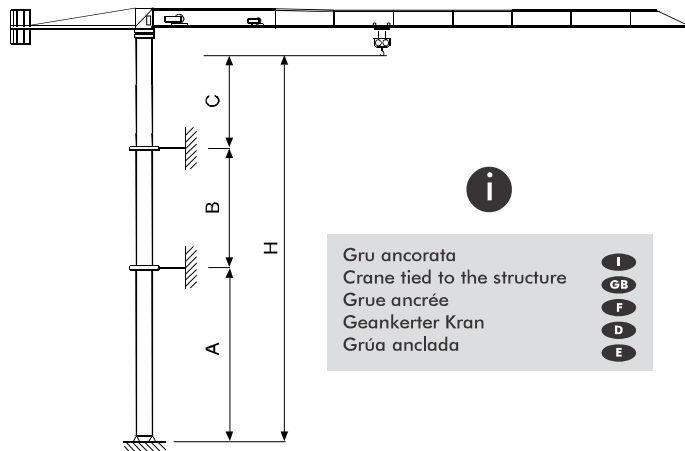 C
B
H
A
i
Gru ancorata I
Crane tied to the structure GB
Grue ancrée F
Geankerter Kran D
Grúa anclada E